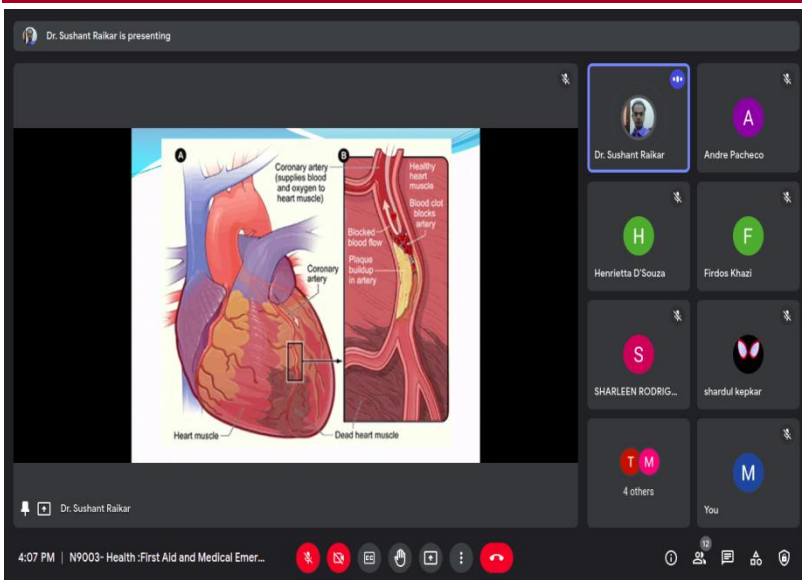 Dr. Sushant Raikar is presenting
A
Coronary artery
(supplies blood
and oxygen to
heart muscle)
Coronary
artery
Heart muscle
Dead heart muscle
B
Healthy
heart
muscle
Blood clot
blocks
artery
Blocked
blood flow
Plaque
buildup
in artery
Dr. Sushant Raikar
Dr. Sushant Raikar
A
Andre Pacheco
H
Henrietta D'Souza
F
Firdos Khazi
S
SHARLEEN RODRIG...
shardul kepkar
T M
4 others
M
You
4:07 PM | N9003- Health :First Aid and Medical Emer...
CC
12